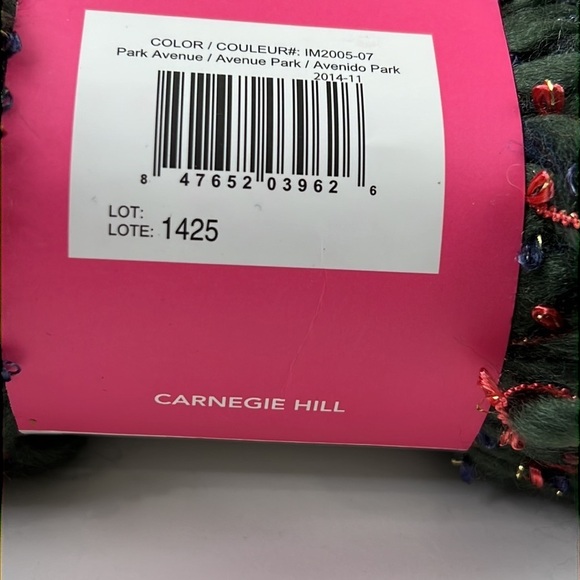 COLOR / COULEUR#: IM2005-07
Park Avenue / Avenue Park / Avenido Park
2014-11
8 47652 03962 6
LOT:
LOTE: 1425
CARNEGIE HILL